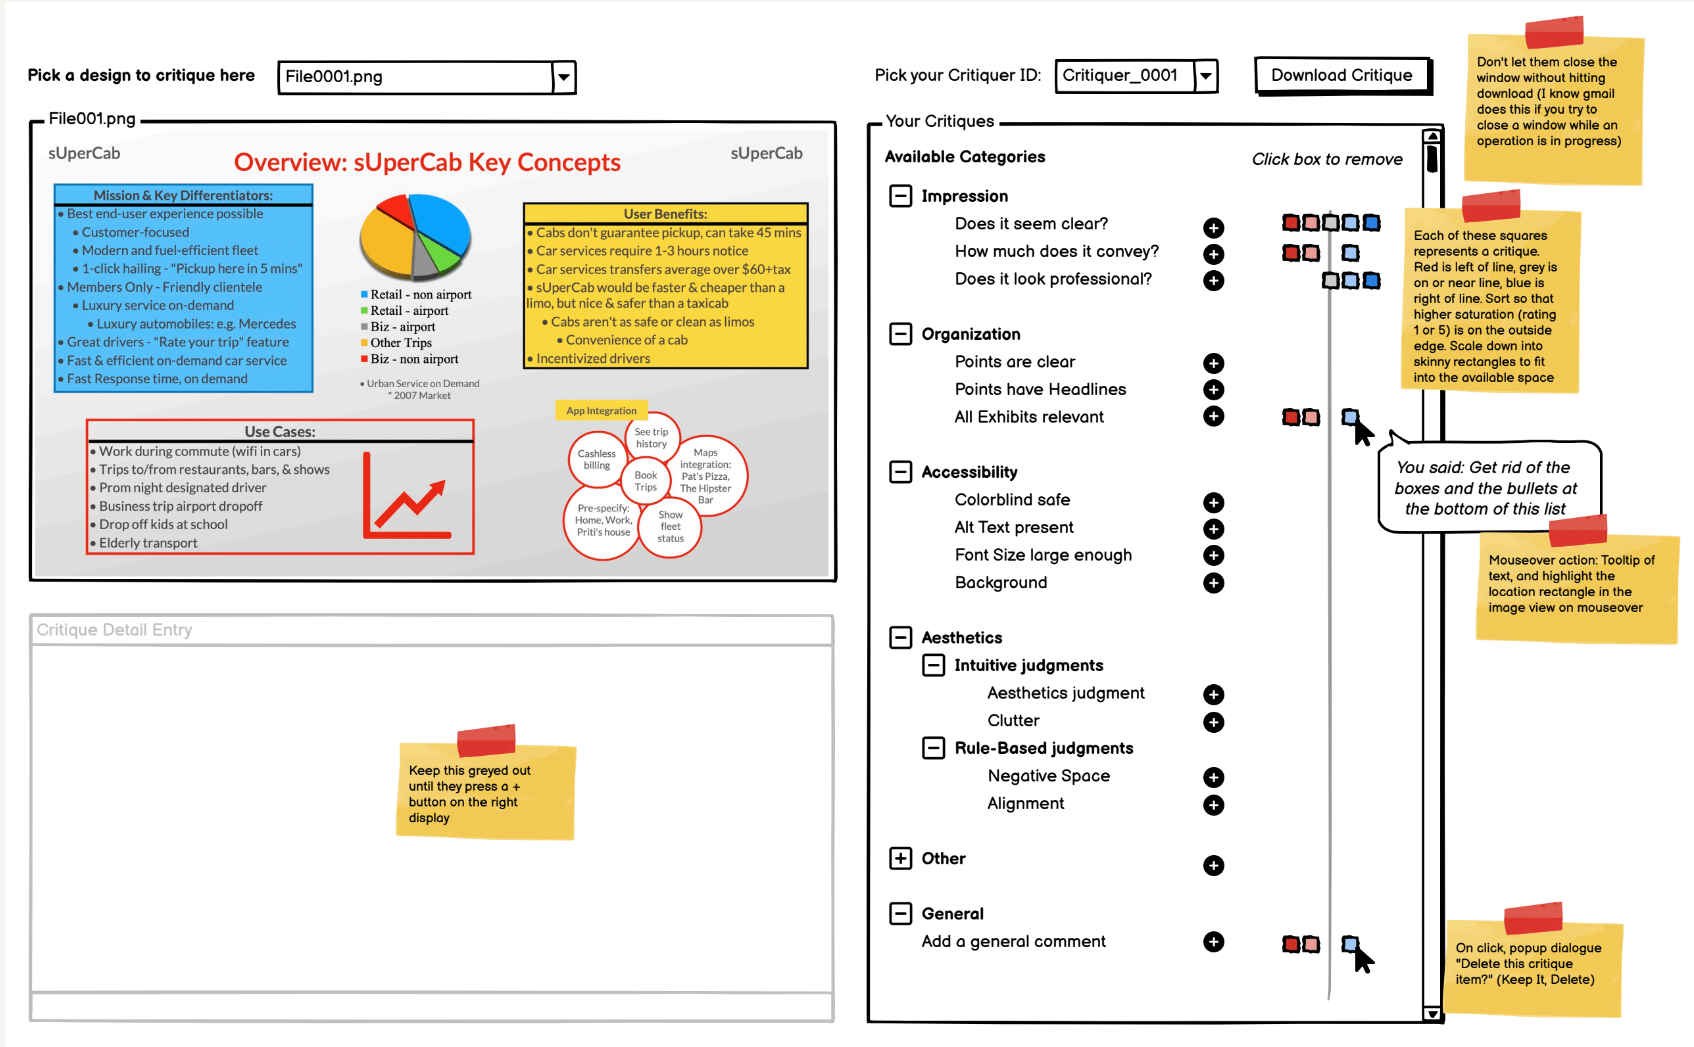 Pick a design to critique here
File0001.png
Pick your Critiquer ID:
Critiquer_0001
Download Critique
Don't let them close the
window without hitting
download (I know gmail
does this if you try to
close a window while an
operation is in progress)
File001.png
sUperCab
Overview: sUperCab Key Concepts
sUperCab
Mission & Key Differentiators:
• Best end-user experience possible
• Customer-focused
• Modern and fuel-efficient fleet
• 1-click hailing - "Pickup here in 5 mins"
• Members Only - Friendly clientele
• Luxury service on-demand
• Luxury automobiles: e.g. Mercedes
• Great drivers - "Rate your trip" feature
• Fast & efficient on-demand car service
• Fast Response time, on demand
Retail - non airport
Retail - airport
Biz - airport
Other Trips
Biz - non airport
• Urban Service on Demand
* 2007 Market
User Benefits:
• Cabs don't guarantee pickup, can take 45 mins
• Car services require 1-3 hours notice
• Car services transfers average over $60+tax
• sUperCab would be faster & cheaper than a
limo, but nice & safer than a taxicab
• Cabs aren't as safe or clean as limos
• Convenience of a cab
• Incentivized drivers
Use Cases:
• Work during commute (wifi in cars)
• Trips to/from restaurants, bars, & shows
• Prom night designated driver
• Business trip airport dropoff
• Drop off kids at school
• Elderly transport
App Integration
See trip
history
Cashless
billing
Maps
integration:
Pat's Pizza,
The Hipster
Bar
Book
Trips
Pre-specify:
Home, Work,
Priti's house
Show
fleet
status
Critique Detail Entry
Keep this greyed out
until they press a +
button on the right
display
Your Critiques
Available Categories
Click box to remove
Impression
Does it seem clear?
How much does it convey?
Does it look professional?
Organization
Points are clear
Points have Headlines
All Exhibits relevant
Accessibility
Colorblind safe
Alt Text present
Font Size large enough
Background
Aesthetics
Intuitive judgments
Aesthetics judgment
Clutter
Rule-Based judgments
Negative Space
Alignment
Other
General
Add a general comment
Each of these squares
represents a critique.
Red is left of line, grey is
on or near line, blue is
right of line. Sort so that
higher saturation (rating
1 or 5) is on the outside
edge. Scale down into
skinny rectangles to fit
into the available space
You said: Get rid of the
boxes and the bullets at
the bottom of this list
Mouseover action: Tooltip of
text, and highlight the
location rectangle in the
image view on mouseover
On click, popup dialogue
"Delete this critique
item?" (Keep It, Delete)